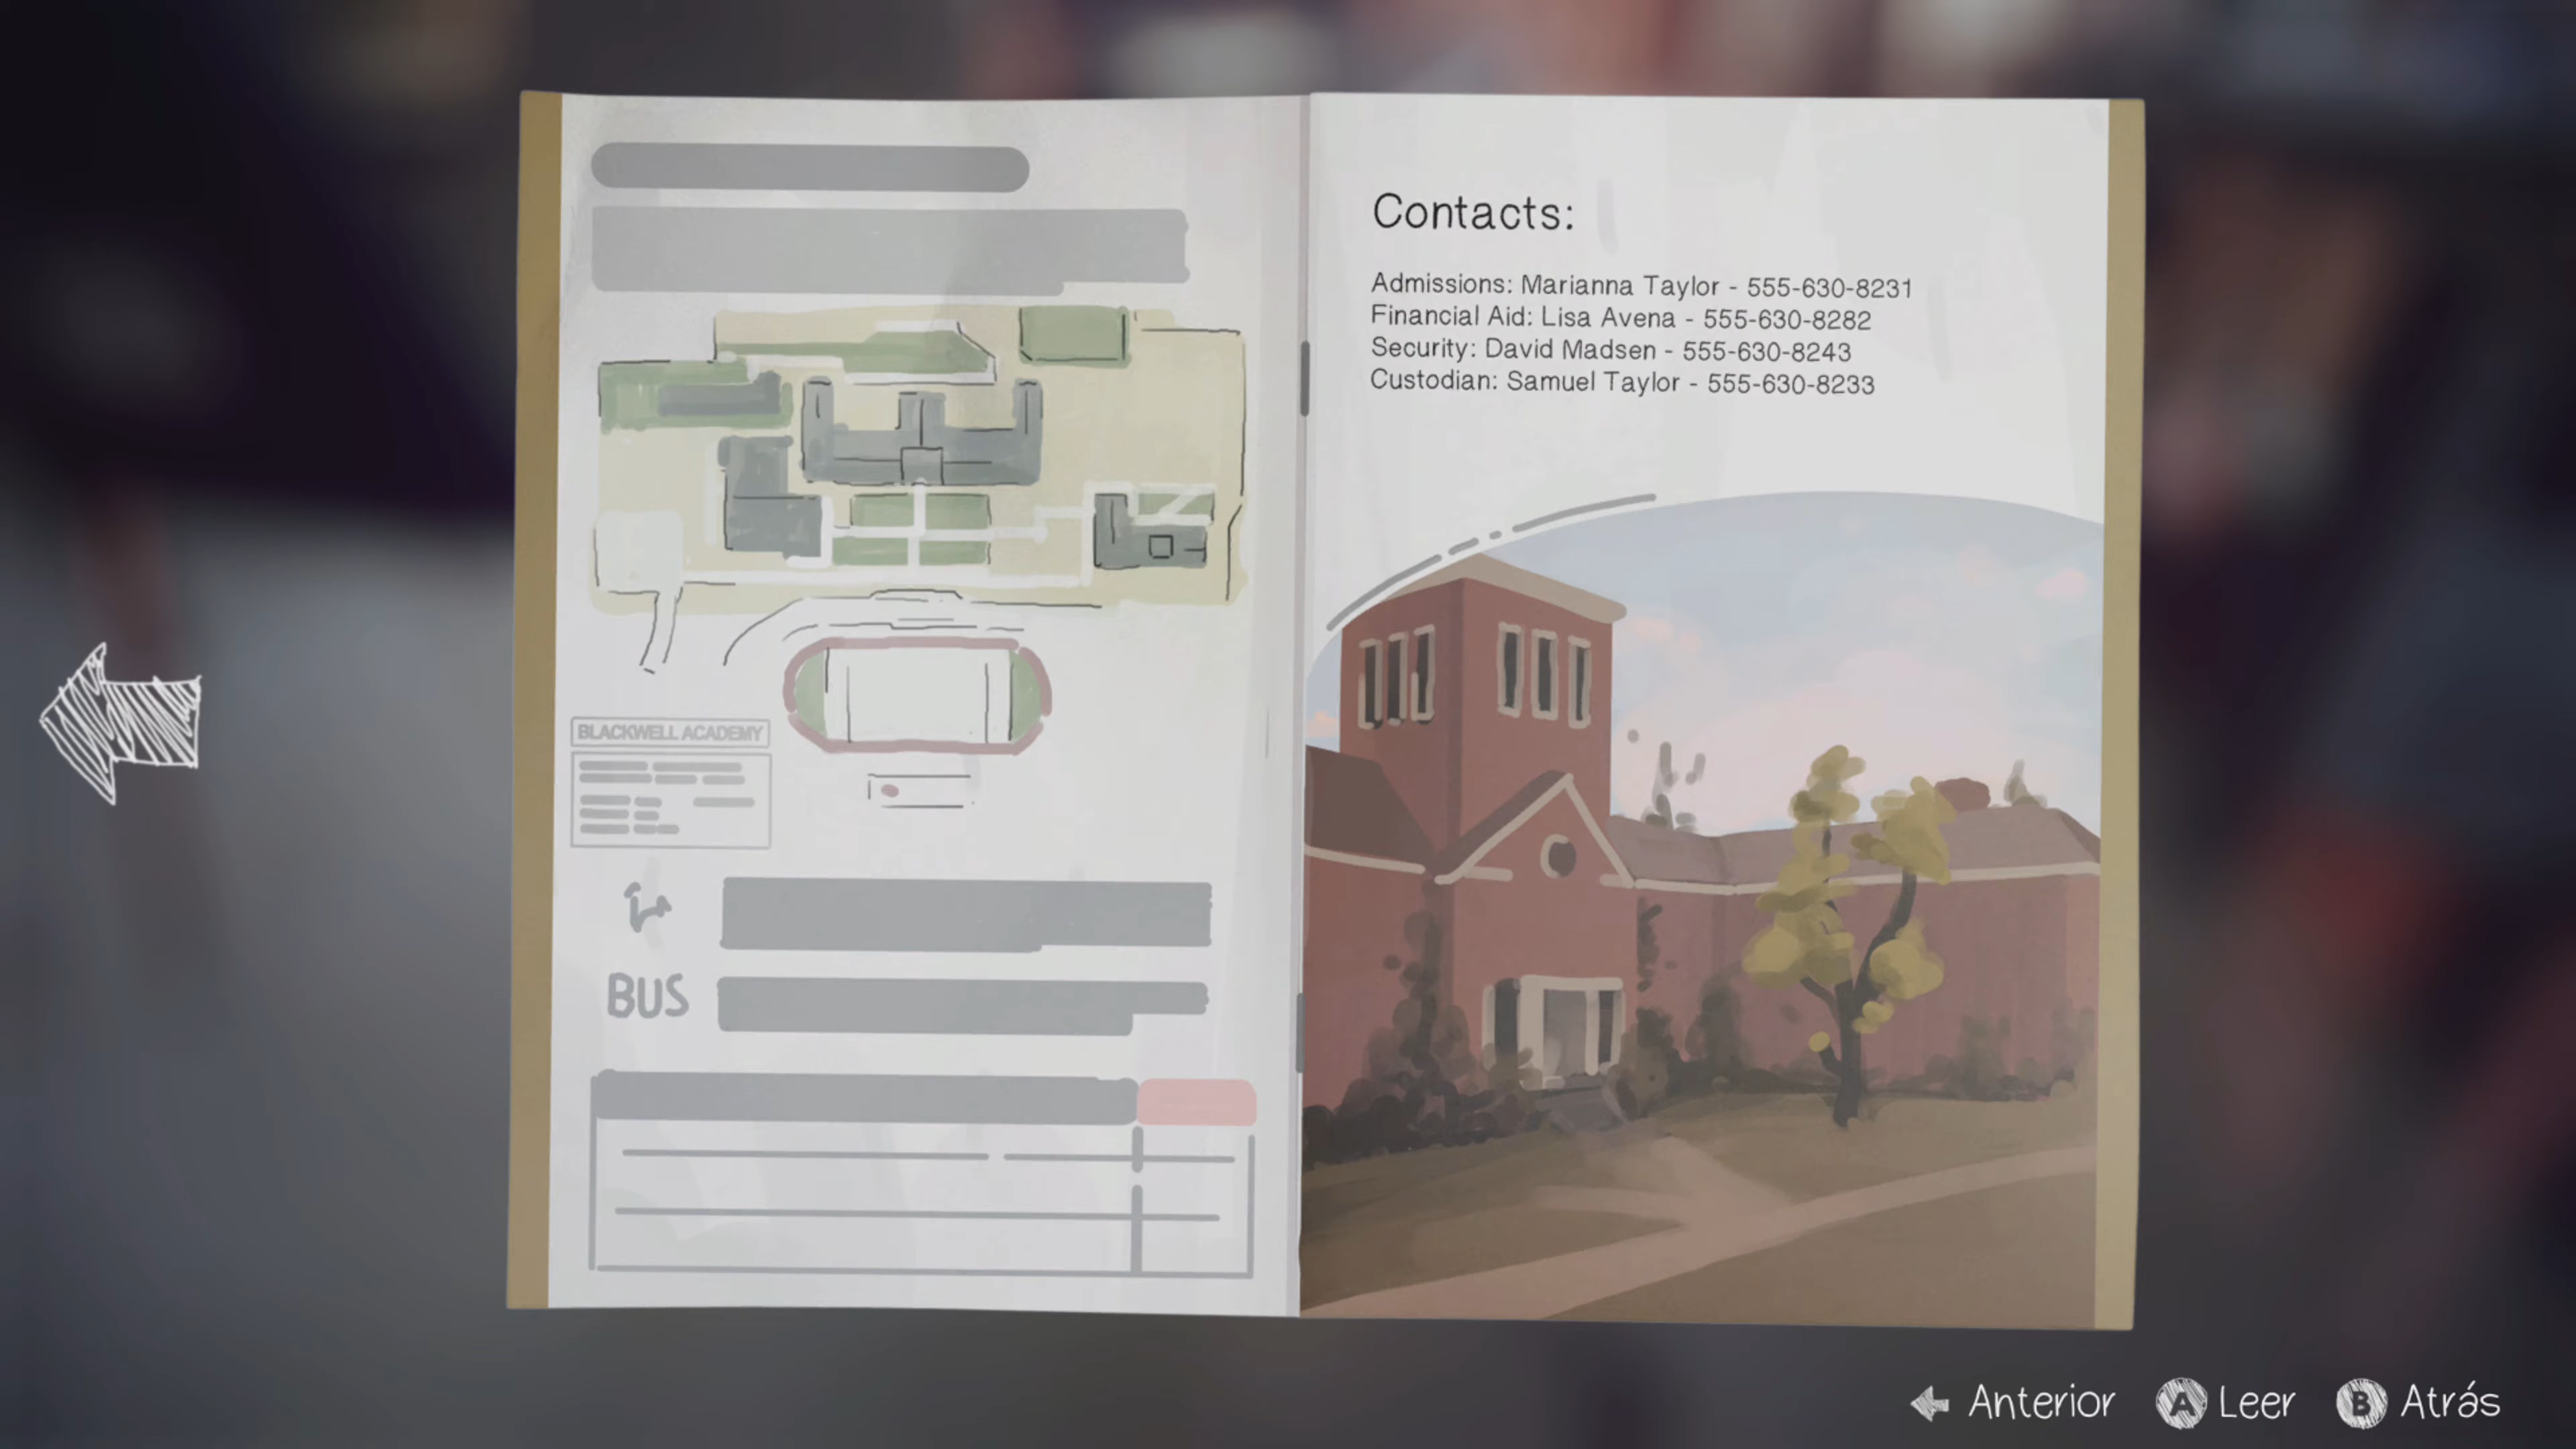 BLACKWELL ACADEMY
BUS
Contacts:
Admissions: Marianna Taylor - 555-630-8231
Financial Aid: Lisa Avena - 555-630-8282
Security: David Madsen - 555-630-8243
Custodian: Samuel Taylor - 555-630-8233
Anterior A Leer B Atrás